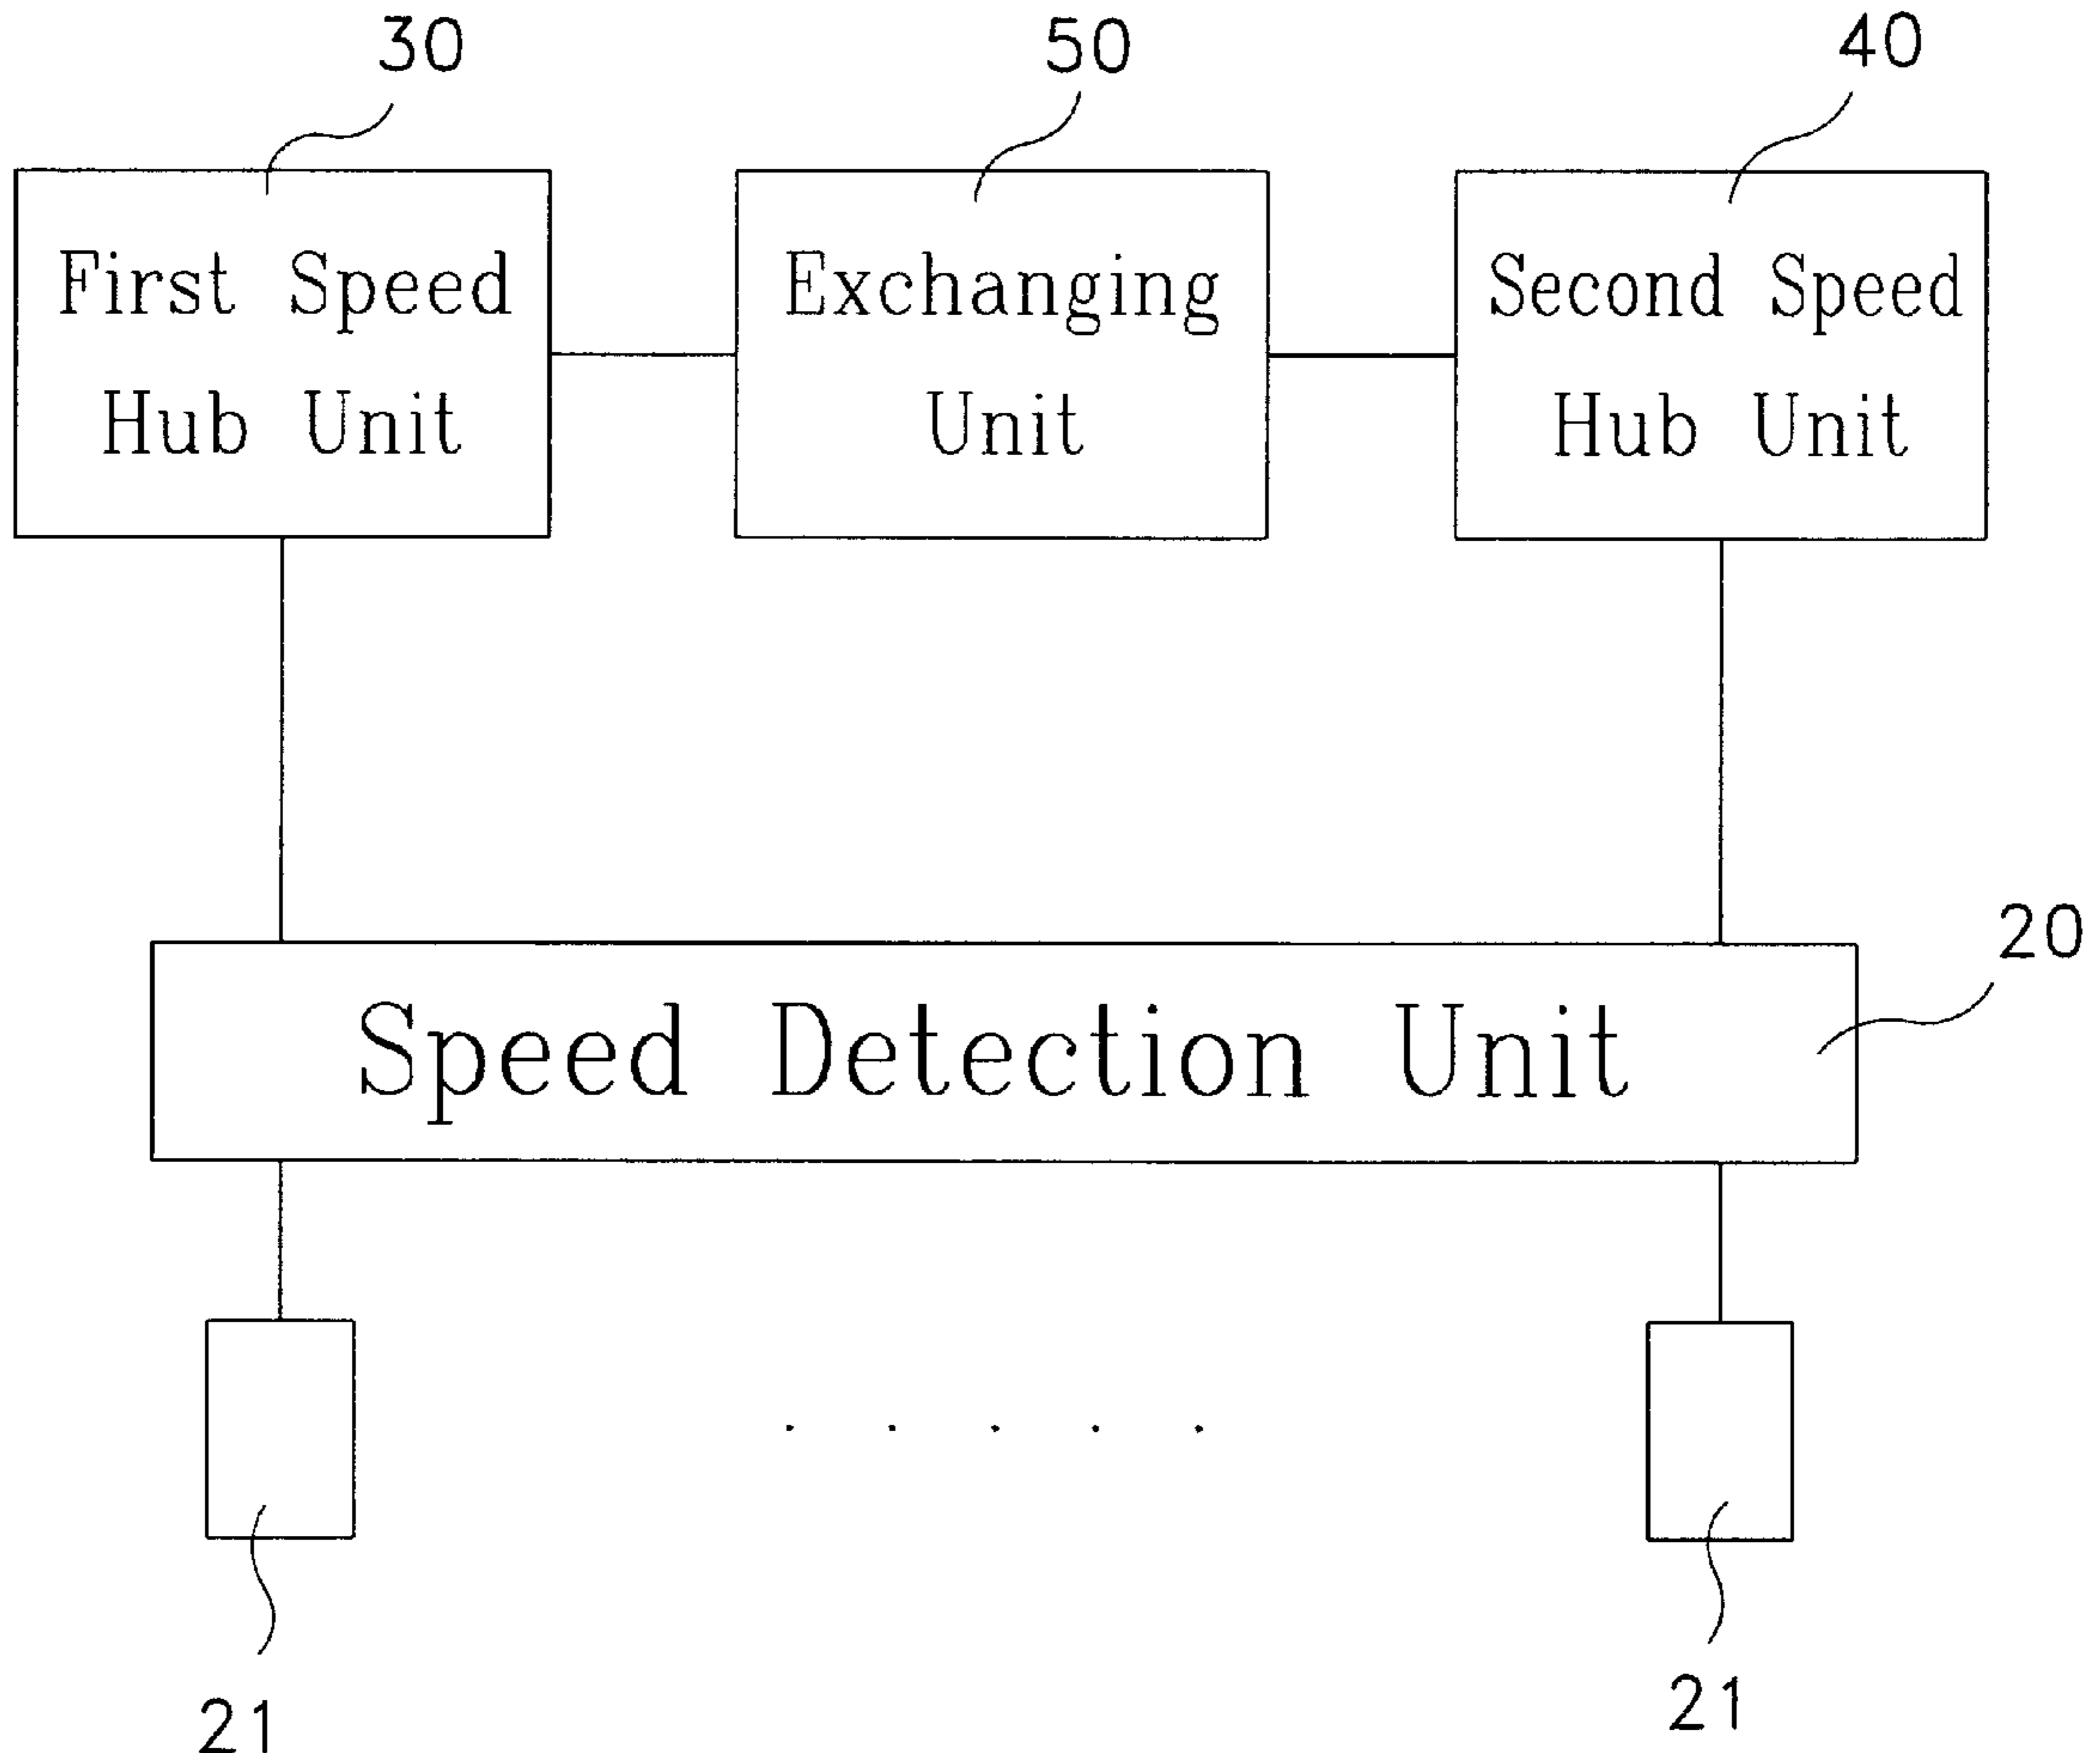 30
50
40
First Speed
Hub Unit
Exchanging
Unit
Second Speed
Hub Unit
20
Speed Detection Unit
21
21